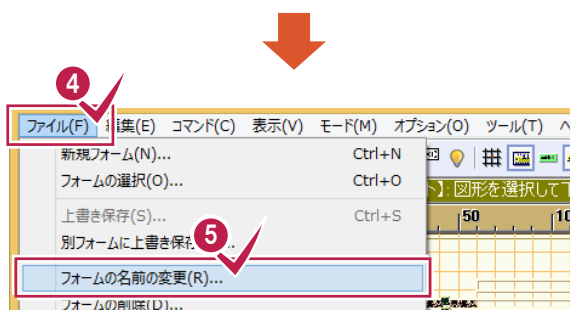 4
ファイル(F) 編集(E) コマンド(C) 表示(V) モード(M) オプション(O) ツール(T)
新規フォーム(N)... Ctrl+N
フォームの選択(O)... Ctrl+O
】: 図形を選択して
上書き保存(S)... Ctrl+S
50
別フォームに上書き保存
5
フォームの名前の変更(R)...
フォームの削除(D)...